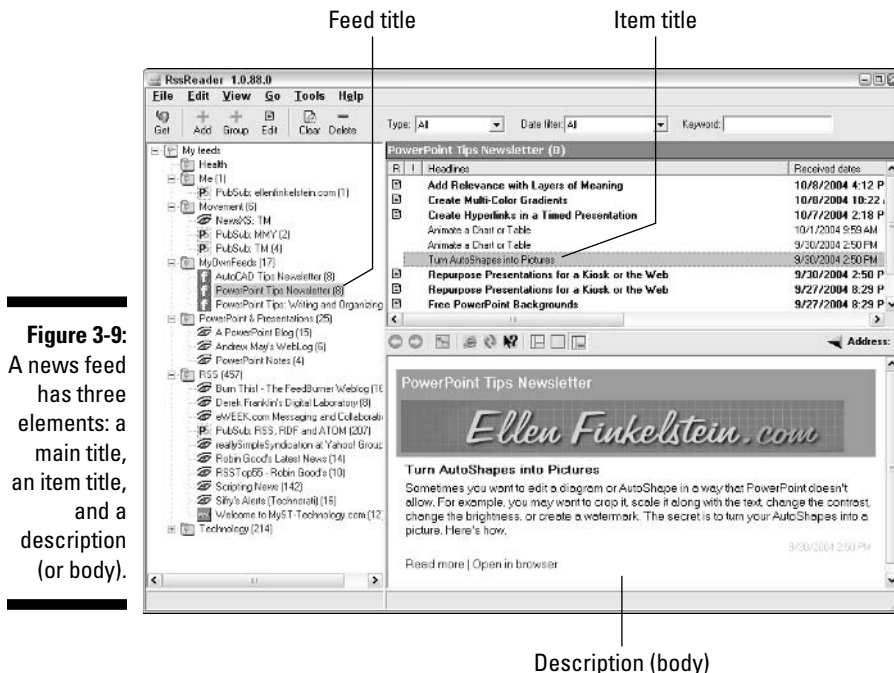 Feed title
Item title
RssReader 1.0.88.0
File Edit View Go Tools Help
Get Add Group Edit Clear Delete
Type: All Date filter: All Keyword:
My feeds
Health
Me (1)
PubSub: ellenfinkelstein.com (1)
Movement (6)
NewsXS: TM
PubSub: MMY (2)
PubSub: TM (4)
MyOwnFeeds (17)
AutoCAD Tips Newsletter (8)
PowerPoint Tips Newsletter (8)
PowerPoint Tips: Writing and Organizing
PowerPoint & Presentations (25)
A PowerPoint Blog (15)
Andrew May's WebLog (6)
PowerPoint Notes (4)
RSS (457)
Burn This! - The FeedBurner Weblog (16
Derek Franklin's Digital Laboratory (8)
eWEEK.com Messaging and Collaborati
PubSub: RSS, RDF and ATOM (207)
reallySimpleSyndication at Yahoo! Group
Robin Good's Latest News (14)
RSSTop55 - Robin Good's (10)
Scripting News (142)
Sifry's Alerts (Technorati) (16)
Welcome to MyST-Technology.com (12)
Technology (214)
PowerPoint Tips Newsletter (8)
R ! Headlines Received dates
Add Relevance with Layers of Meaning 10/8/2004 4:12 P
Create Multi-Color Gradients 10/8/2004 10:22
Create Hyperlinks in a Timed Presentation 10/7/2004 2:18 P
Animate a Chart or Table 10/1/2004 9:59 AM
Animate a Chart or Table 9/30/2004 2:50 PM
Turn AutoShapes into Pictures 9/30/2004 2:50 PM
Repurpose Presentations for a Kiosk or the Web 9/30/2004 2:50 P
Repurpose Presentations for a Kiosk or the Web 9/27/2004 8:29 P
Free PowerPoint Backgrounds 9/27/2004 8:29 P
Address:
PowerPoint Tips Newsletter
Ellen Finkelstein.com
Turn AutoShapes into Pictures
Sometimes you want to edit a diagram or AutoShape in a way that PowerPoint doesn't
allow. For example, you may want to crop it, scale it along with the text, change the contrast,
change the brightness, or create a watermark. The secret is to turn your AutoShapes into a
picture. Here's how.
9/30/2004 2:50 PM
Read more | Open in browser
Description (body)
Figure 3-9:
A news feed
has three
elements: a
main title,
an item title,
and a
description
(or body).